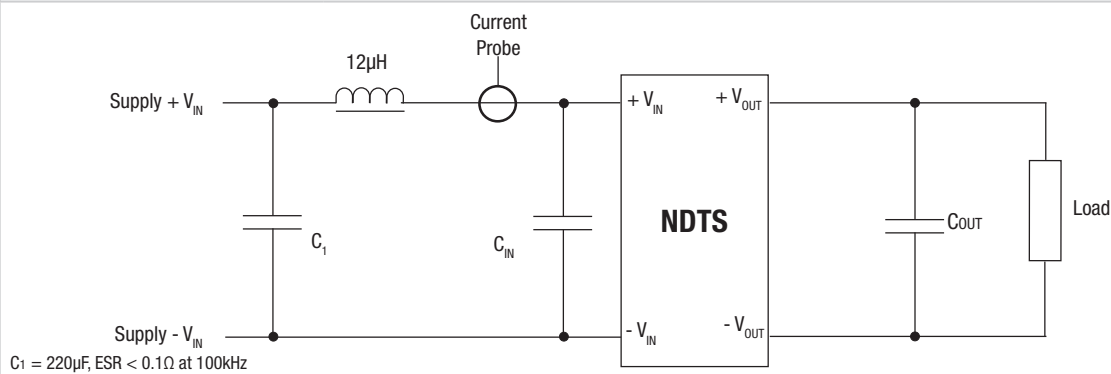 Current
Probe
12µH
Supply + V_IN
+ V_IN
+ V_OUT
NDTS
C_1
C_IN
COUT
Load
Supply - V_IN
- V_IN
- V_OUT
C1 = 220µF, ESR < 0.1Ω at 100kHz